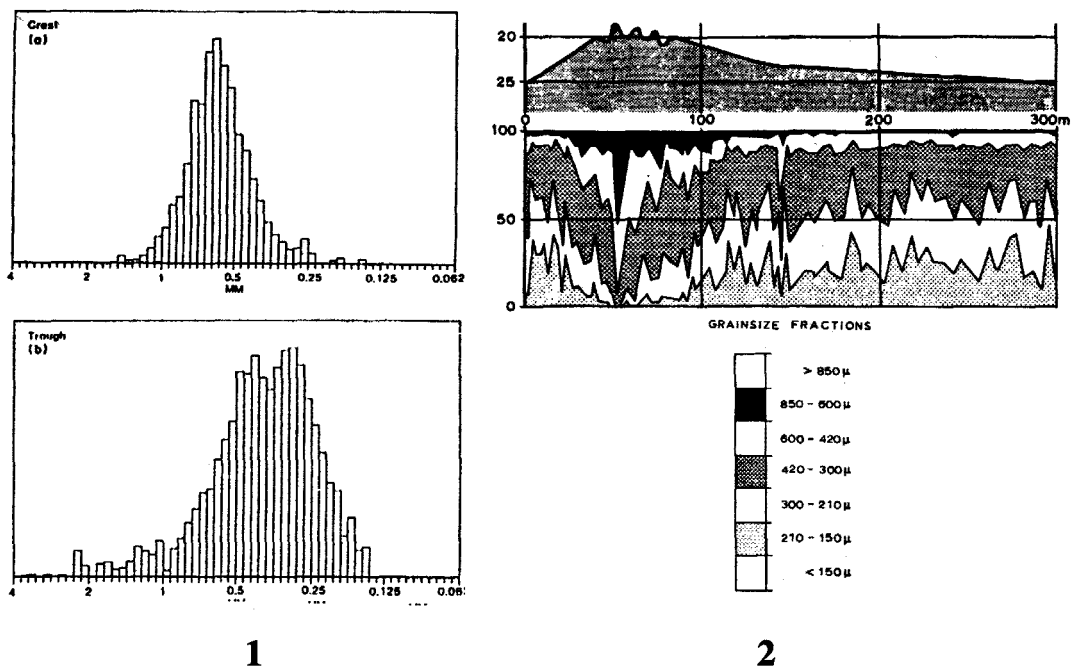 Crest
(a)
4 2 1 0.5 0.25 0.125 0.062
MM
Trough
(b)
4 2 1 0.5 0.25 0.125
1
20
25
0 100 200 300m
100
50
0
GRAINSIZE FRACTIONS
> 850μ
850 - 600μ
600 - 420μ
420 - 300μ
300 - 210μ
210 - 150μ
< 150μ
2